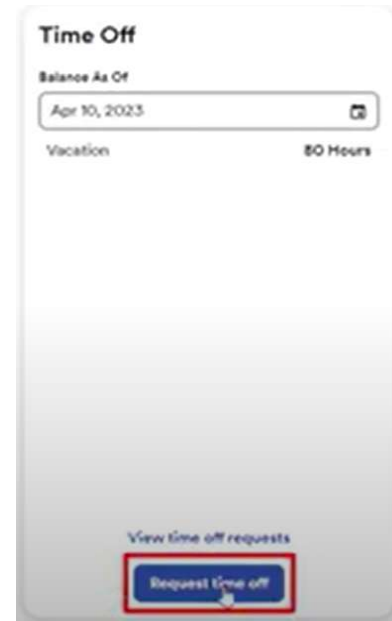 Time Off
Balance As Of
Apr 10, 2023
Vacation 80 Hours
View time off requests
Request time off